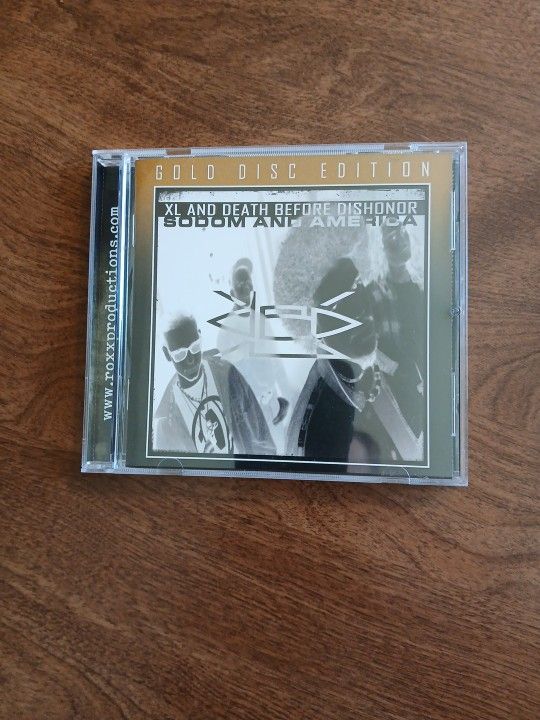 GOLD DISC EDITION
XL AND DEATH BEFORE DISHONOR
SODOM AND AMERICA
www.roxxproductions.com